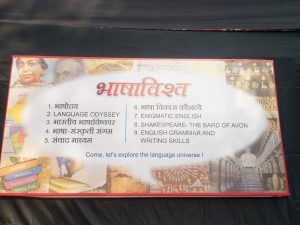 भाषाविश्व
1. भाषोदय
2. LANGUAGE ODYSSEY
3. भारतीय भाषाविष्कार
4. भाषा-संस्कृती संगम
5. संवाद माध्यम
6. भाषा विकास कौशल्ये
7. ENIGMATIC ENGLISH
8. SHAKESPEARE- THE BARD OF AVON
9. ENGLISH GRAMMAR AND
WRITING SKILLS
Come, let's explore the language universe !